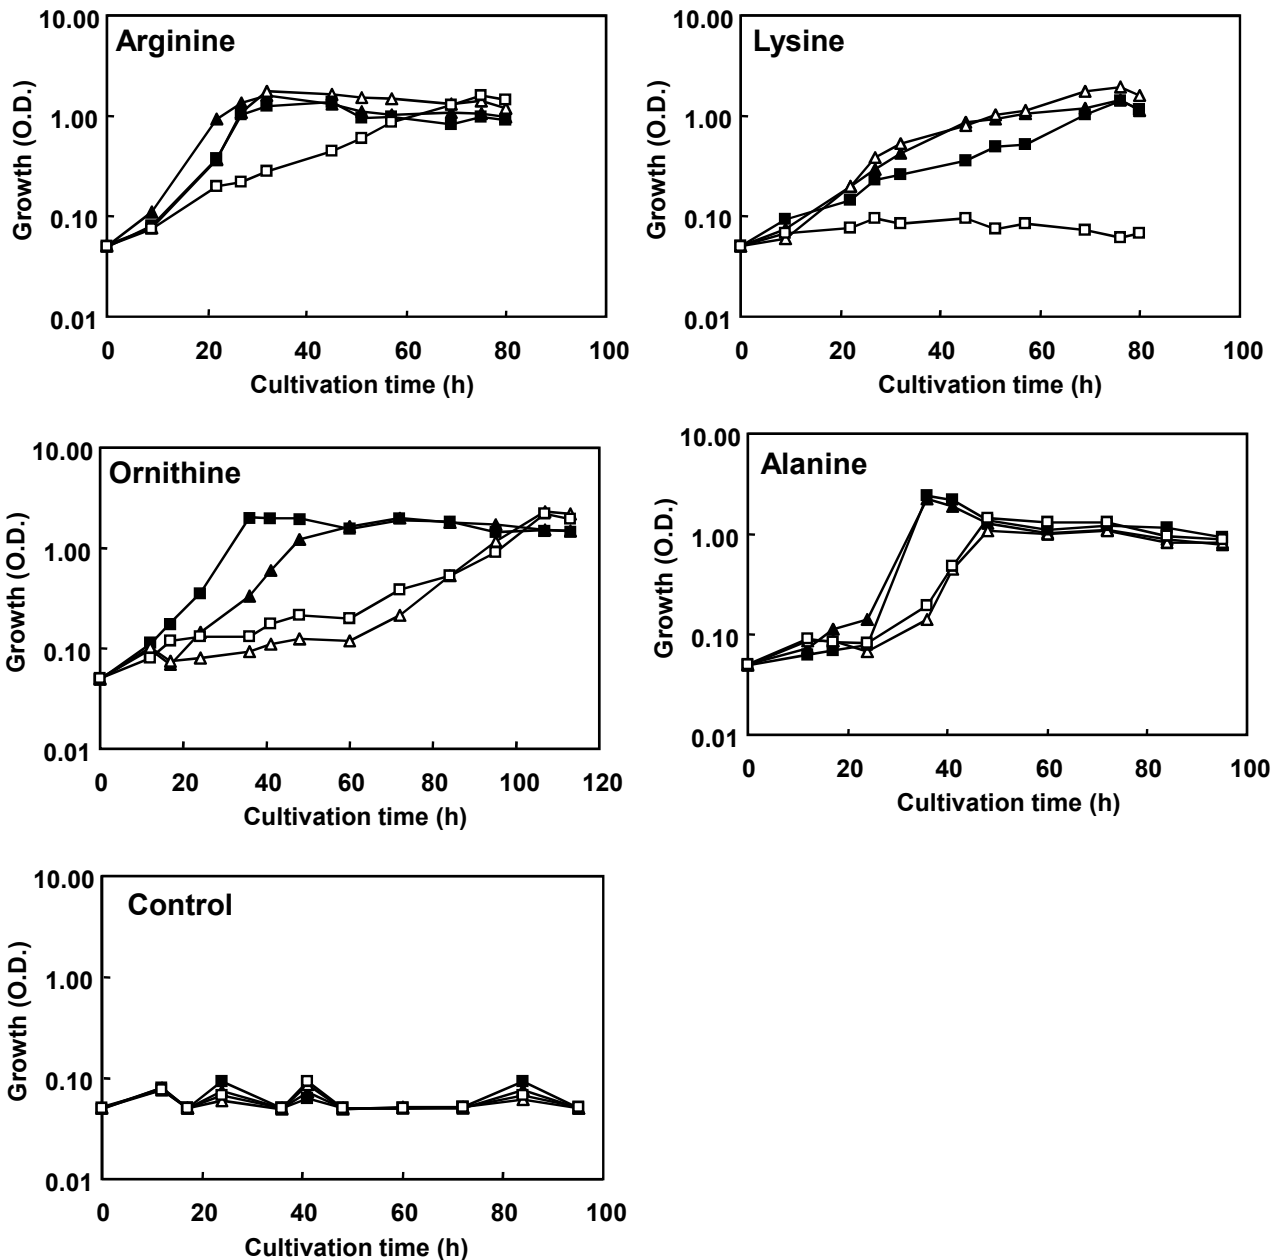 Arginine
10.00
1.00
0.10
0.01
Growth (O.D.)
0 20 40 60 80 100
Cultivation time (h)
Lysine
10.00
1.00
0.10
0.01
Growth (O.D.)
0 20 40 60 80 100
Cultivation time (h)
Ornithine
10.00
1.00
0.10
0.01
Growth (O.D.)
0 20 40 60 80 100 120
Cultivation time (h)
Alanine
10.00
1.00
0.10
0.01
Growth (O.D.)
0 20 40 60 80 100
Cultivation time (h)
Control
10.00
1.00
0.10
0.01
Growth (O.D.)
0 20 40 60 80 100
Cultivation time (h)